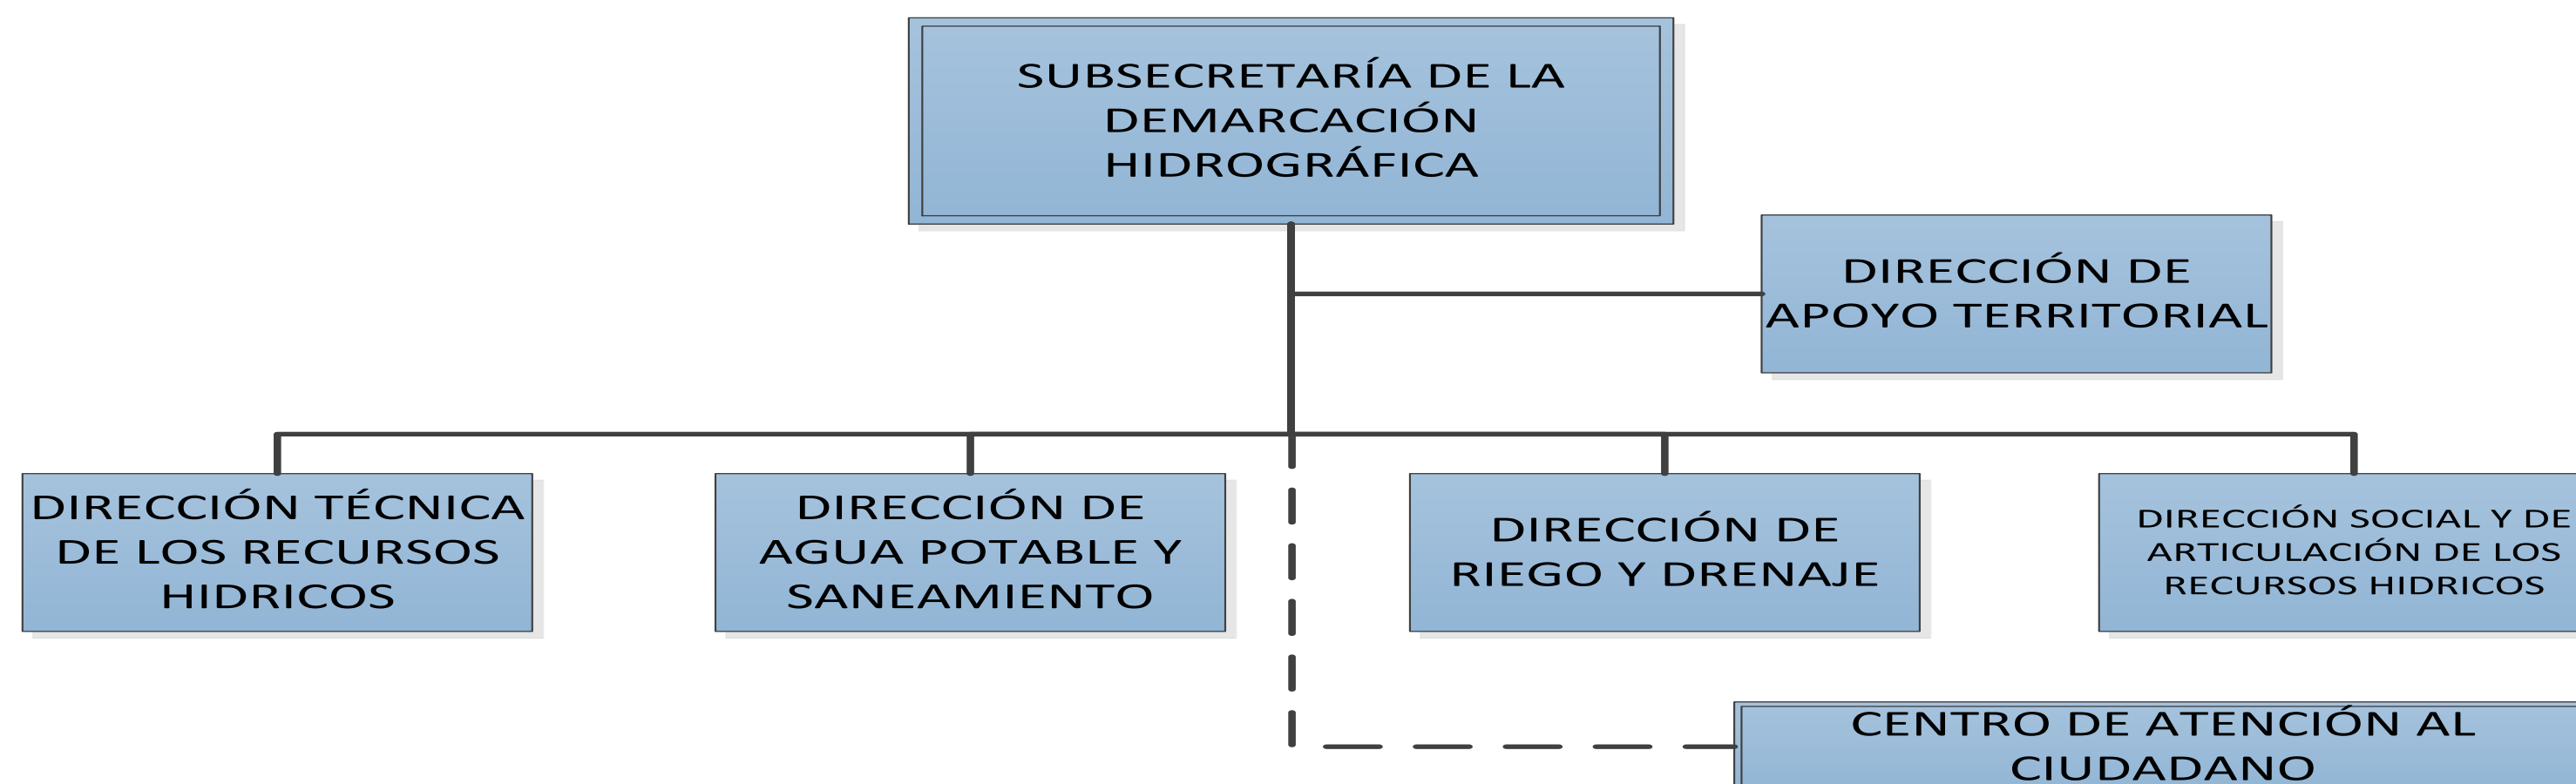 SUBSECRETARÍA DE LA
DEMARCACIÓN
HIDROGRÁFICA
DIRECCIÓN DE
APOYO TERRITORIAL
DIRECCIÓN TÉCNICA
DE LOS RECURSOS
HIDRICOS
DIRECCIÓN DE
AGUA POTABLE Y
SANEAMIENTO
DIRECCIÓN DE
RIEGO Y DRENAJE
DIRECCIÓN SOCIAL Y DE
ARTICULACIÓN DE LOS
RECURSOS HIDRICOS
CENTRO DE ATENCIÓN AL
CIUDADANO